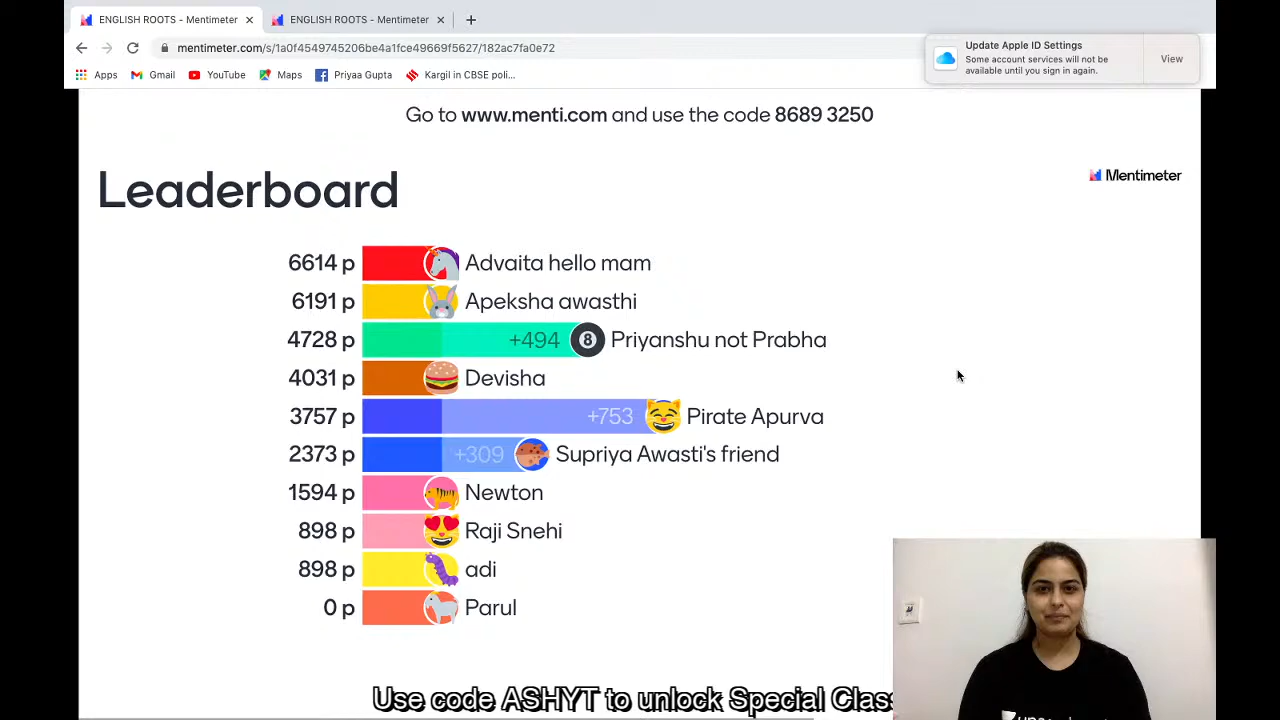 ENGLISH ROOTS - Mentimeter
ENGLISH ROOTS - Mentimeter
mentimeter.com/s/1a0f4549745206be4a1fce49669f5627/182ac7fa0e72
Update Apple ID Settings
Some account services will not be
available until you sign in again.
View
Apps
Gmail
YouTube
Maps
Priyaa Gupta
Kargil in CBSE poli...
Go to www.menti.com and use the code 8689 3250
Leaderboard
Mentimeter
6614 p Advaita hello mam
6191 p Apeksha awasthi
4728 p +494 8 Priyanshu not Prabha
4031 p Devisha
3757 p +753 Pirate Apurva
2373 p +309 Supriya Awasti's friend
1594 p Newton
898 p Raji Snehi
898 p adi
0 p Parul
Use code ASHYT to unlock Special Clas